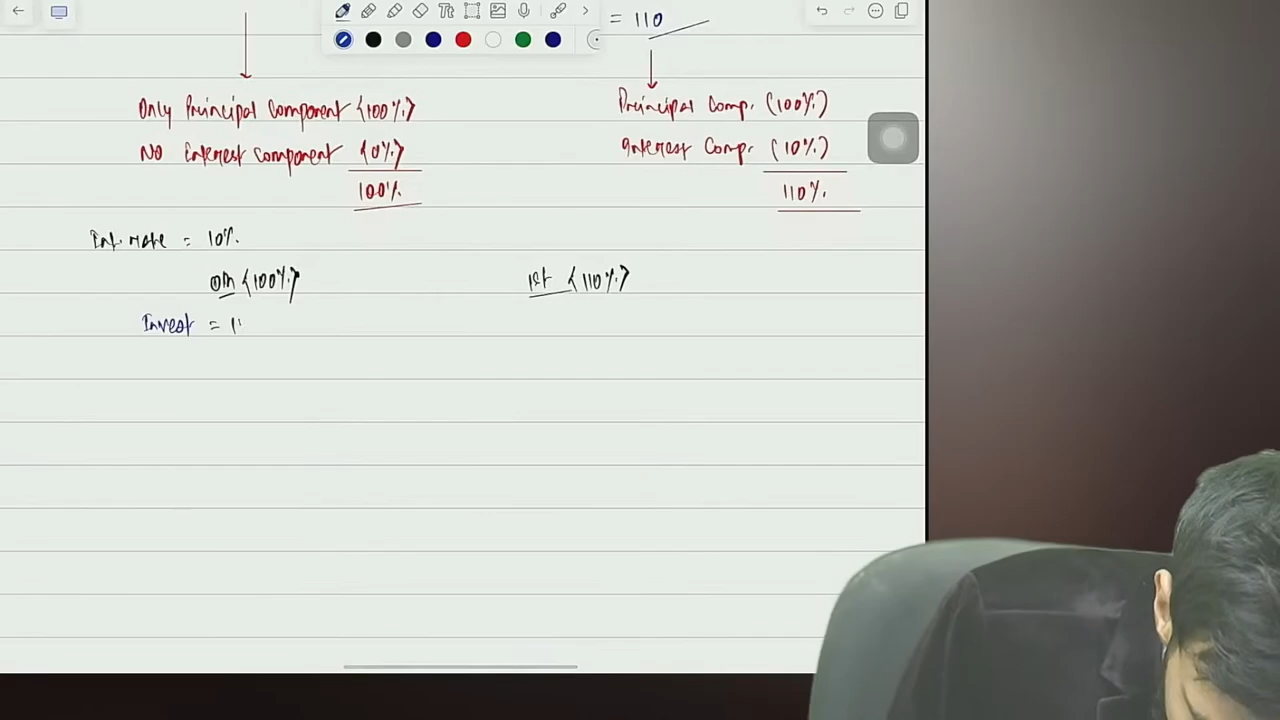 = 110
Only Principal Component {100%}
Principal Comp. (100%)
No Interest Component {0%}
Interest Comp. (10%)
100%
110%
Int. rate = 10%
0th {100%}
1st {110%}
Invest = 1